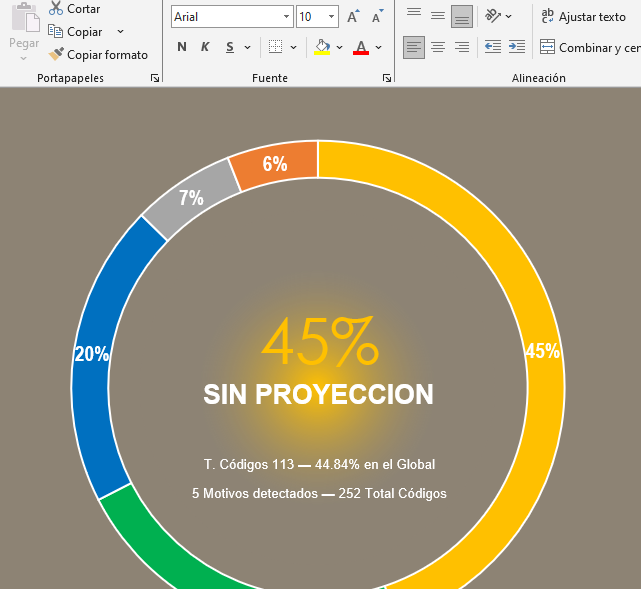 Cortar
Pegar
Copiar
Copiar formato
Portapapeles
Arial
10
A A
N K S
A
Fuente
ab
c
Ajustar texto
Combinar y cen
Alineación
6%
7%
20%
45%
45%
SIN PROYECCION
T. Códigos 113 — 44.84% en el Global
5 Motivos detectados — 252 Total Códigos